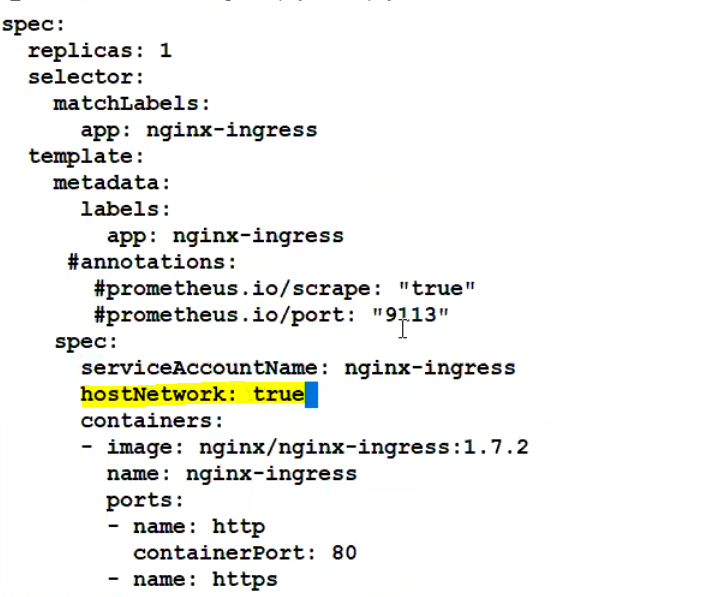 spec:
  replicas: 1
  selector:
    matchLabels:
      app: nginx-ingress
  template:
    metadata:
      labels:
        app: nginx-ingress
     #annotations:
       #prometheus.io/scrape: "true"
       #prometheus.io/port: "9113"
    spec:
      serviceAccountName: nginx-ingress
      hostNetwork: true
      containers:
      - image: nginx/nginx-ingress:1.7.2
        name: nginx-ingress
        ports:
        - name: http
          containerPort: 80
        - name: https